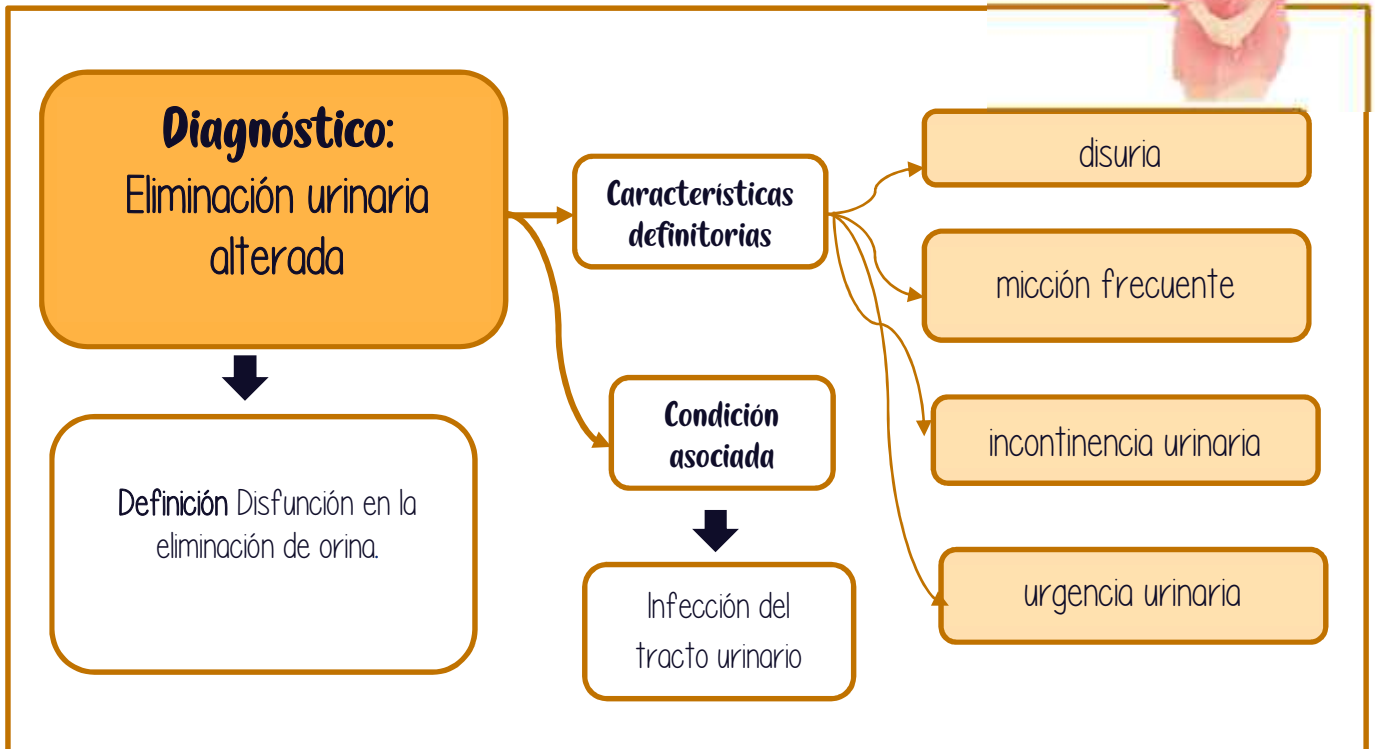 Diagnóstico:
Eliminación urinaria
alterada
Definición Disfunción en la
eliminación de orina.
Características
definitorias
Condición
asociada
Infección del
tracto urinario
disuria
micción frecuente
incontinencia urinaria
urgencia urinaria